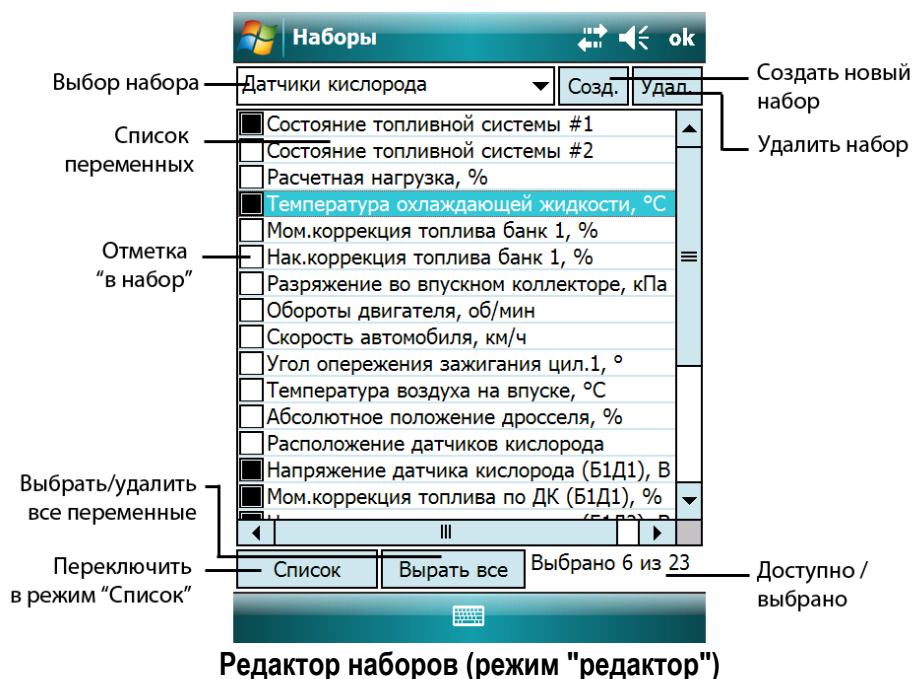 Наборы
ok
Выбор набора
Датчики кислорода
Созд.
Удал.
Создать новый
набор
Удалить набор
Список
переменных
Отметка
“в набор”
Состояние топливной системы #1
Состояние топливной системы #2
Расчетная нагрузка, %
Температура охлаждающей жидкости, °C
Мом.коррекция топлива банк 1, %
Нак.коррекция топлива банк 1, %
Разряжение во впускном коллекторе, кПа
Обороты двигателя, об/мин
Скорость автомобиля, км/ч
Угол опережения зажигания цил.1, °
Температура воздуха на впуске, °C
Абсолютное положение дросселя, %
Расположение датчиков кислорода
Напряжение датчика кислорода (Б1Д1), В
Мом.коррекция топлива по ДК (Б1Д1), %
Выбрать/удалить
все переменные
Переключить
в режим “Список”
Список
Вырать все
Выбрано 6 из 23
Доступно /
выбрано
Редактор наборов (режим "редактор")